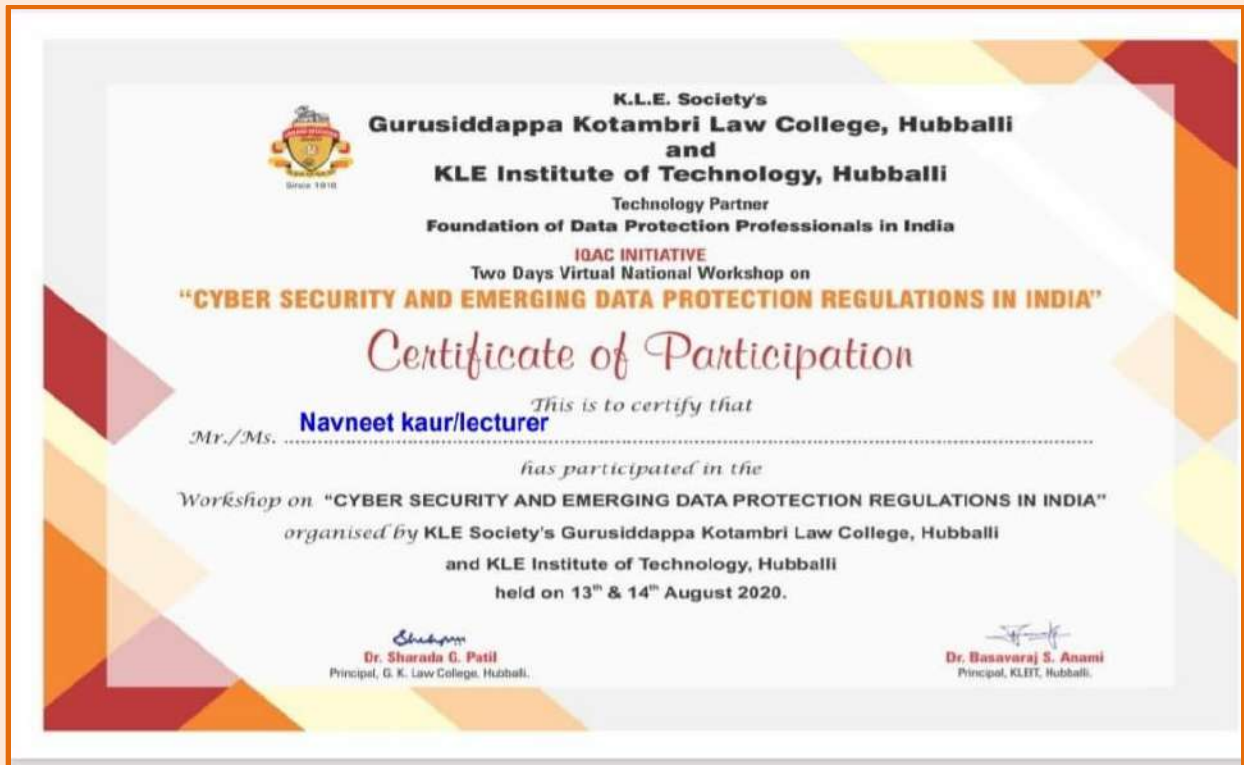 K.L.E. Society's
Gurusiddappa Kotambri Law College, Hubballi
and
KLE Institute of Technology, Hubballi
Since 1916
Technology Partner
Foundation of Data Protection Professionals in India
IQAC INITIATIVE
Two Days Virtual National Workshop on
"CYBER SECURITY AND EMERGING DATA PROTECTION REGULATIONS IN INDIA"
Certificate of Participation
This is to certify that
Mr./Ms. Navneet kaur/lecturer
has participated in the
Workshop on "CYBER SECURITY AND EMERGING DATA PROTECTION REGULATIONS IN INDIA"
organised by KLE Society's Gurusiddappa Kotambri Law College, Hubballi
and KLE Institute of Technology, Hubballi
held on 13th & 14th August 2020.
Dr. Sharada G. Patil
Principal, G. K. Law College, Hubballi.
Dr. Basavaraj S. Anami
Principal, KLEIT, Hubballi.